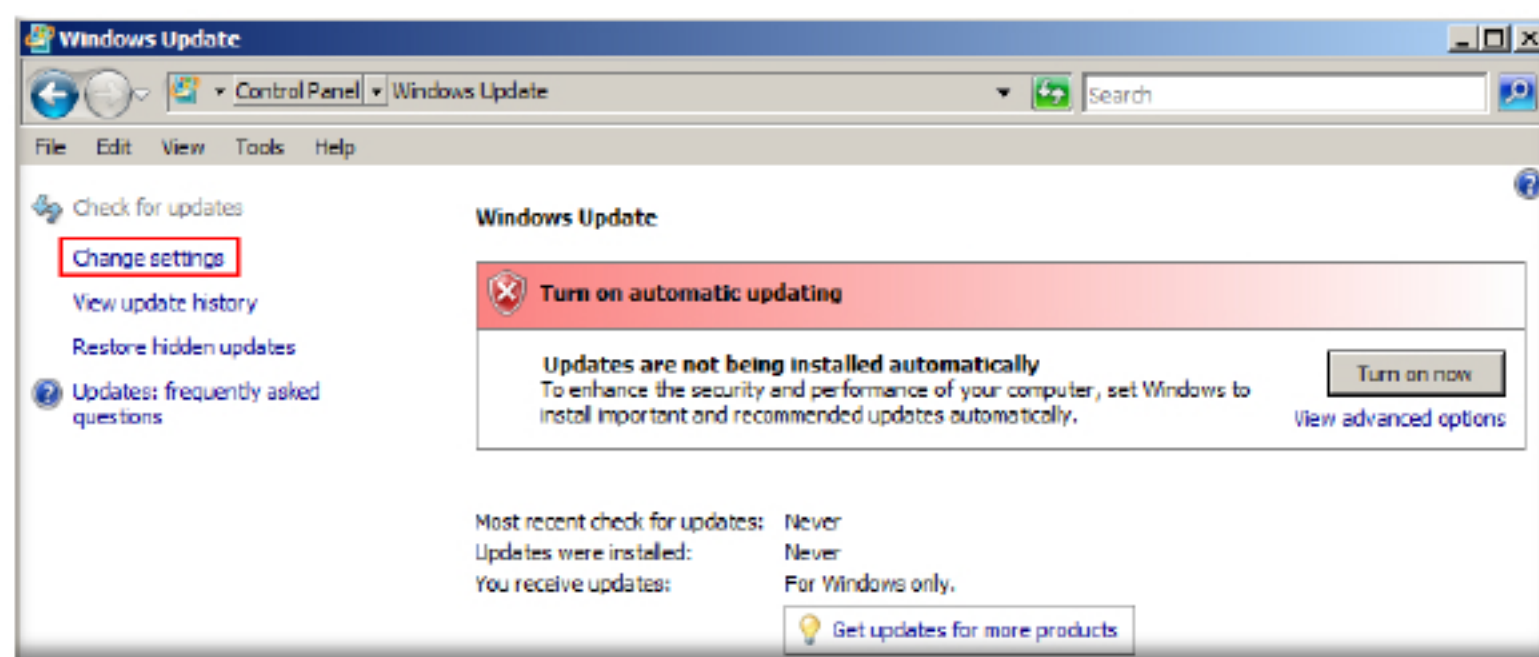 Windows Update
Control Panel Windows Update
Search
File Edit View Tools Help
Check for updates
Change settings
View update history
Restore hidden updates
Updates: frequently asked
questions
Windows Update
Turn on automatic updating
Updates are not being installed automatically
To enhance the security and performance of your computer, set Windows to
install important and recommended updates automatically.
Turn on now
View advanced options
Most recent check for updates: Never
Updates were installed: Never
You receive updates: For Windows only.
Get updates for more products